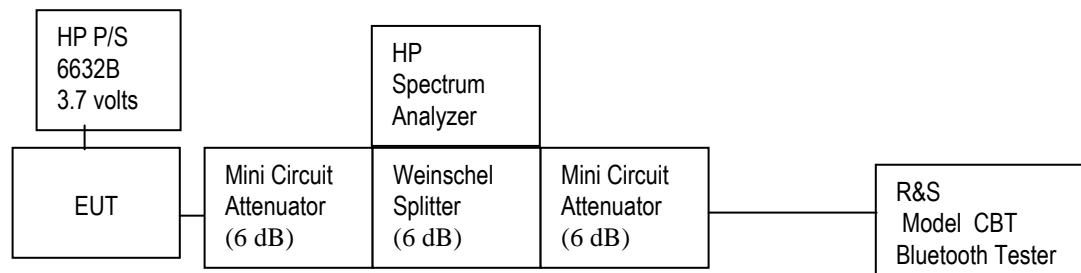 HP P/S
6632B
3.7 volts
HP
Spectrum
Analyzer
EUT
Mini Circuit
Attenuator
(6 dB)
Weinschel
Splitter
(6 dB)
Mini Circuit
Attenuator
(6 dB)
R&S
Model CBT
Bluetooth Tester